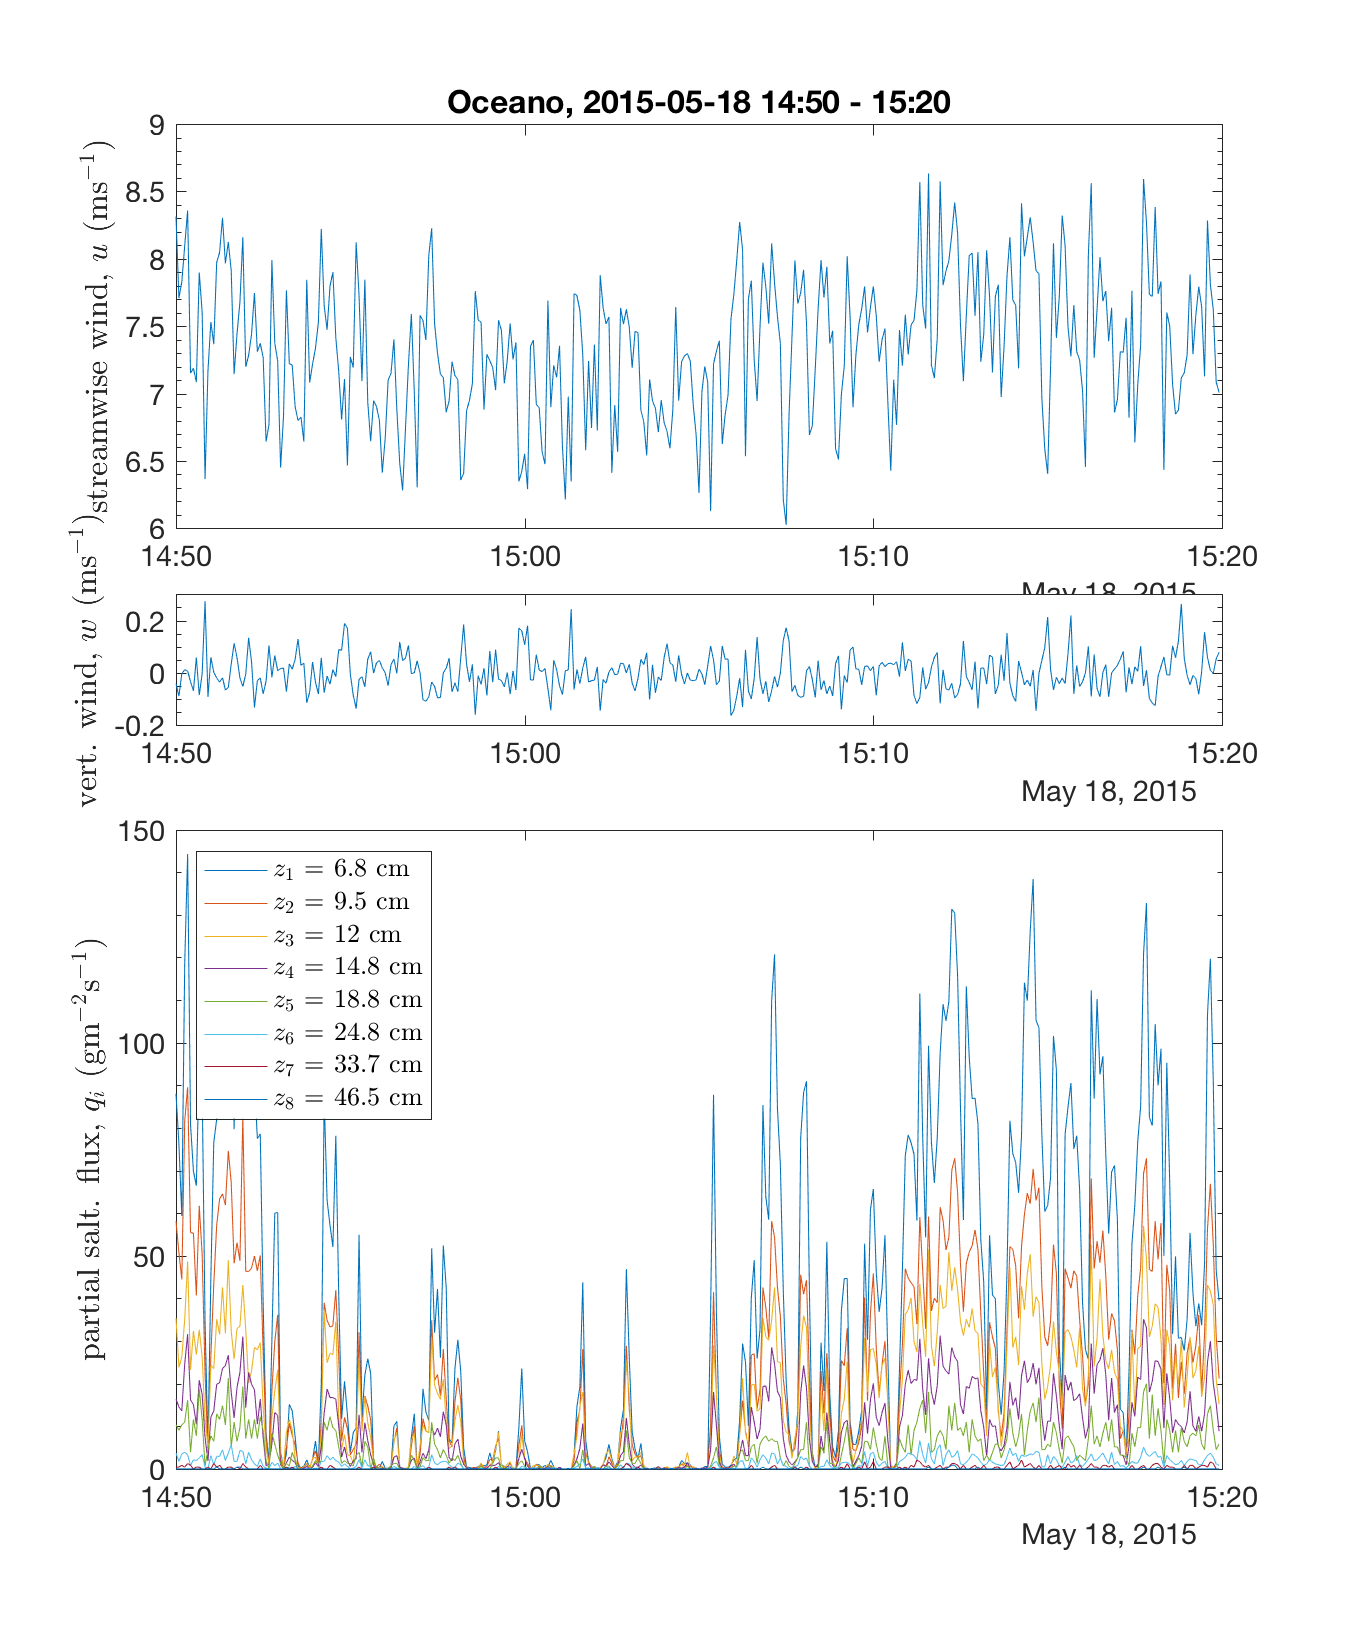 Oceano, 2015-05-18 14:50 - 15:20
streamwise wind, u (ms⁻¹)
9
8.5
8
7.5
7
6.5
6
14:50 15:00 15:10 15:20
May 18, 2015
vert. wind, w (ms⁻¹)
0.2
0
-0.2
14:50 15:00 15:10 15:20
May 18, 2015
partial salt. flux, qᵢ (gm⁻²s⁻¹)
150
100
50
0
z₁ = 6.8 cm
z₂ = 9.5 cm
z₃ = 12 cm
z₄ = 14.8 cm
z₅ = 18.8 cm
z₆ = 24.8 cm
z₇ = 33.7 cm
z₈ = 46.5 cm
14:50 15:00 15:10 15:20
May 18, 2015